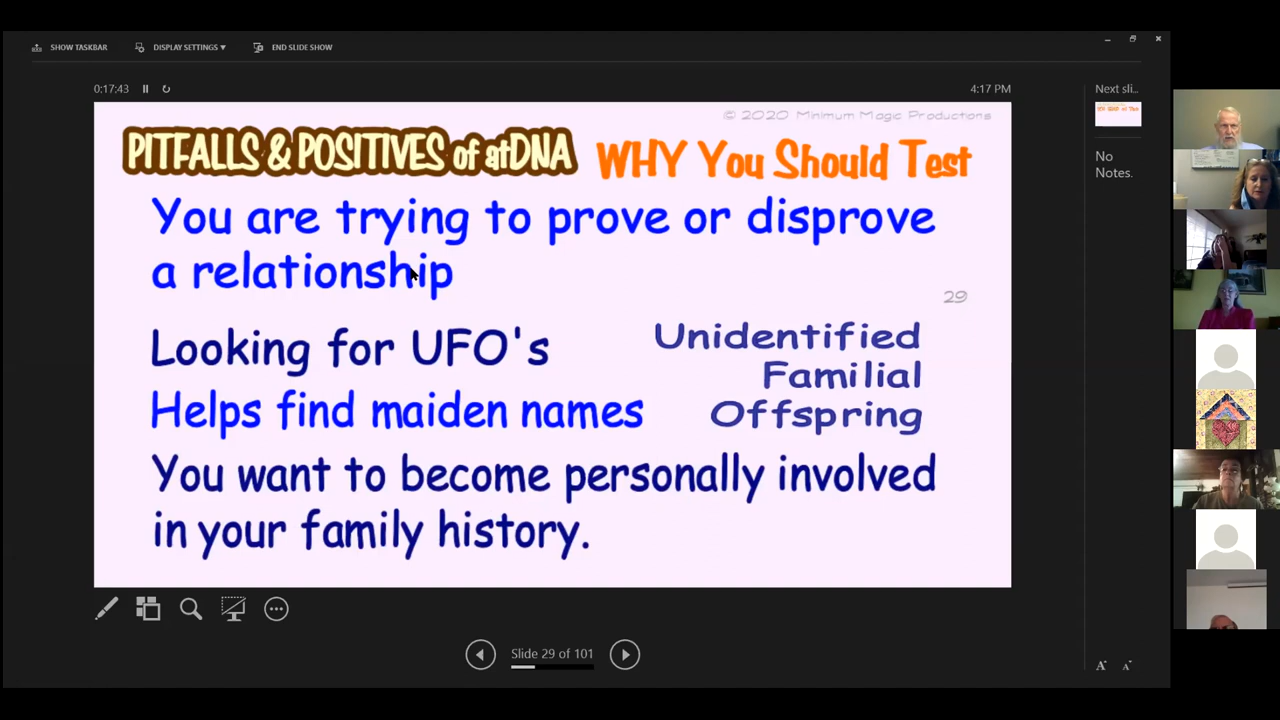 SHOW TASKBAR DISPLAY SETTINGS ▼ END SLIDE SHOW
0:17:43 4:17 PM
Next sli...
© 2020 Minimum Magic Productions
PITFALLS & POSITIVES of atDNA WHY You Should Test
You are trying to prove or disprove
a relationship
29
Looking for UFO's
Unidentified
Familial
Offspring
Helps find maiden names
You want to become personally involved
in your family history.
No
Notes.
Slide 29 of 101
A A